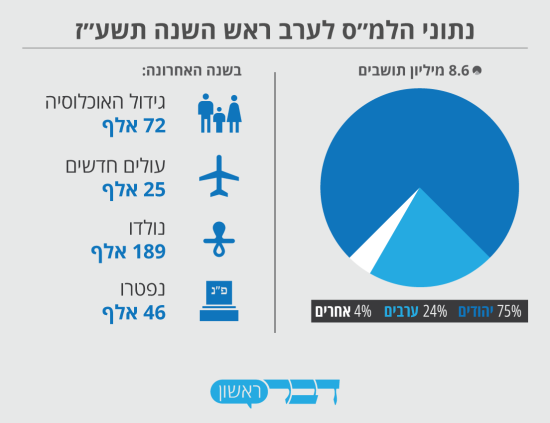 נתוני הלמ״ס לערב ראש השנה תשע״ז
8.6 מיליון תושבים
75% יהודים 24% ערבים 4% אחרים
בשנה האחרונה:
גידול האוכלוסיה
72 אלף
עולים חדשים
25 אלף
נולדו
189 אלף
פ״נ
נפטרו
46 אלף
דבר ראשון